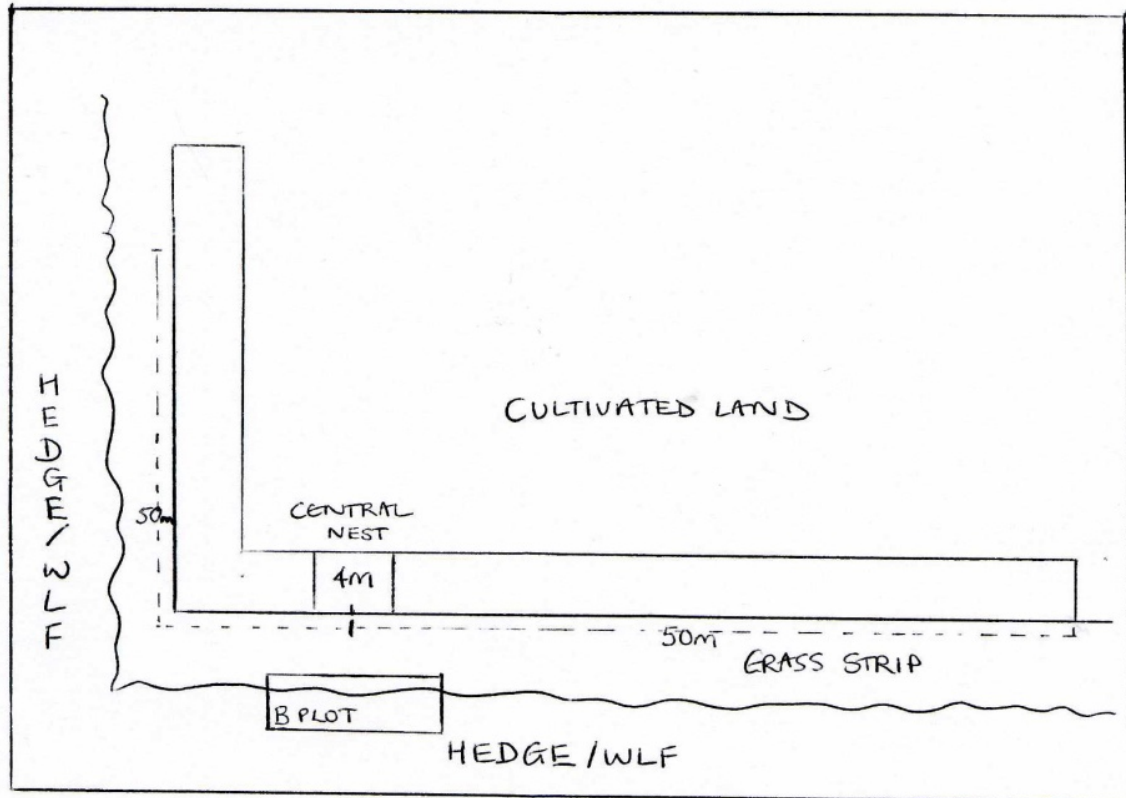 CULTIVATED LAND
HEDGE/WLF
50m
CENTRAL
NEST
4M
50m
GRASS STRIP
B PLOT
HEDGE/WLF